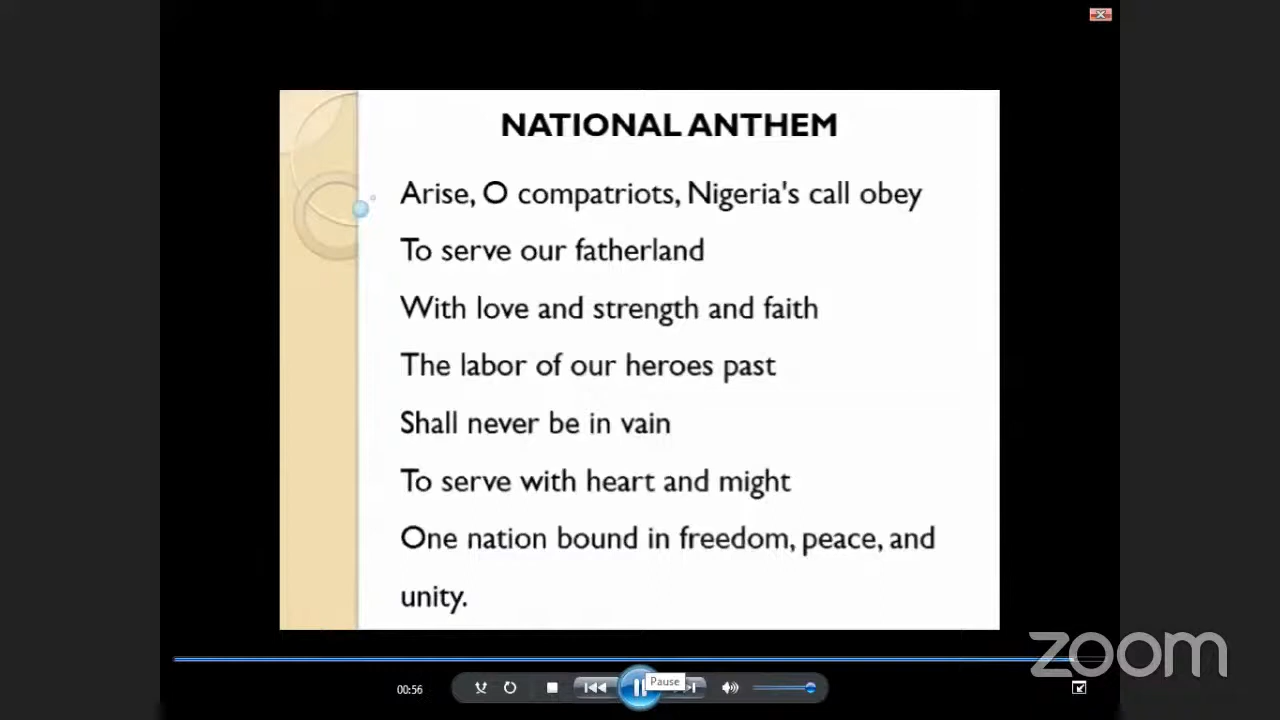 NATIONAL ANTHEM
Arise, O compatriots, Nigeria's call obey
To serve our fatherland
With love and strength and faith
The labor of our heroes past
Shall never be in vain
To serve with heart and might
One nation bound in freedom, peace, and
unity.
zoom
00:56
Pause